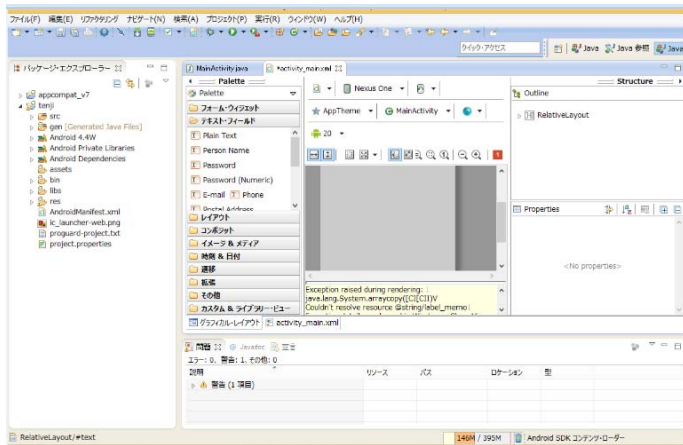 ファイル(F) 編集(E) リファクタリング ナビゲート(N) 検索(A) プロジェクト(P) 実行(R) ウィンドウ(W) ヘルプ(H)
クイック・アクセス
Java
Java 参照
Java
パッケージ・エクスプローラー
appcompat_v7
tenji
src
gen [Generated Java Files]
Android 4.4W
Android Private Libraries
Android Dependencies
assets
bin
libs
res
AndroidManifest.xml
ic_launcher-web.png
proguard-project.txt
project.properties
MainActivity.java
*activity_main.xml
Palette
Palette
フォーム・ウィジェット
テキスト・フィールド
Plain Text
Person Name
Password
Password (Numeric)
E-mail
Phone
Postal Address
レイアウト
コンポジット
イメージ & メディア
時刻 & 日付
遷移
拡張
その他
カスタム & ライブラリー・ビュー
Nexus One
AppTheme
MainActivity
20
1
Exception raised during rendering:
java.lang.System.arraycopy([CI[CII)V
Couldn't resolve resource @string/label_memo
グラフィカル・レイアウト
activity_main.xml
Structure
Outline
RelativeLayout
Properties
<No properties>
問題
Javadoc
宣言
エラー: 0、警告: 1、その他: 0
説明 リソース パス ロケーション 型
警告 (1 項目)
RelativeLayout/#text
146M / 395M
Android SDK コンテンツ・ローダー